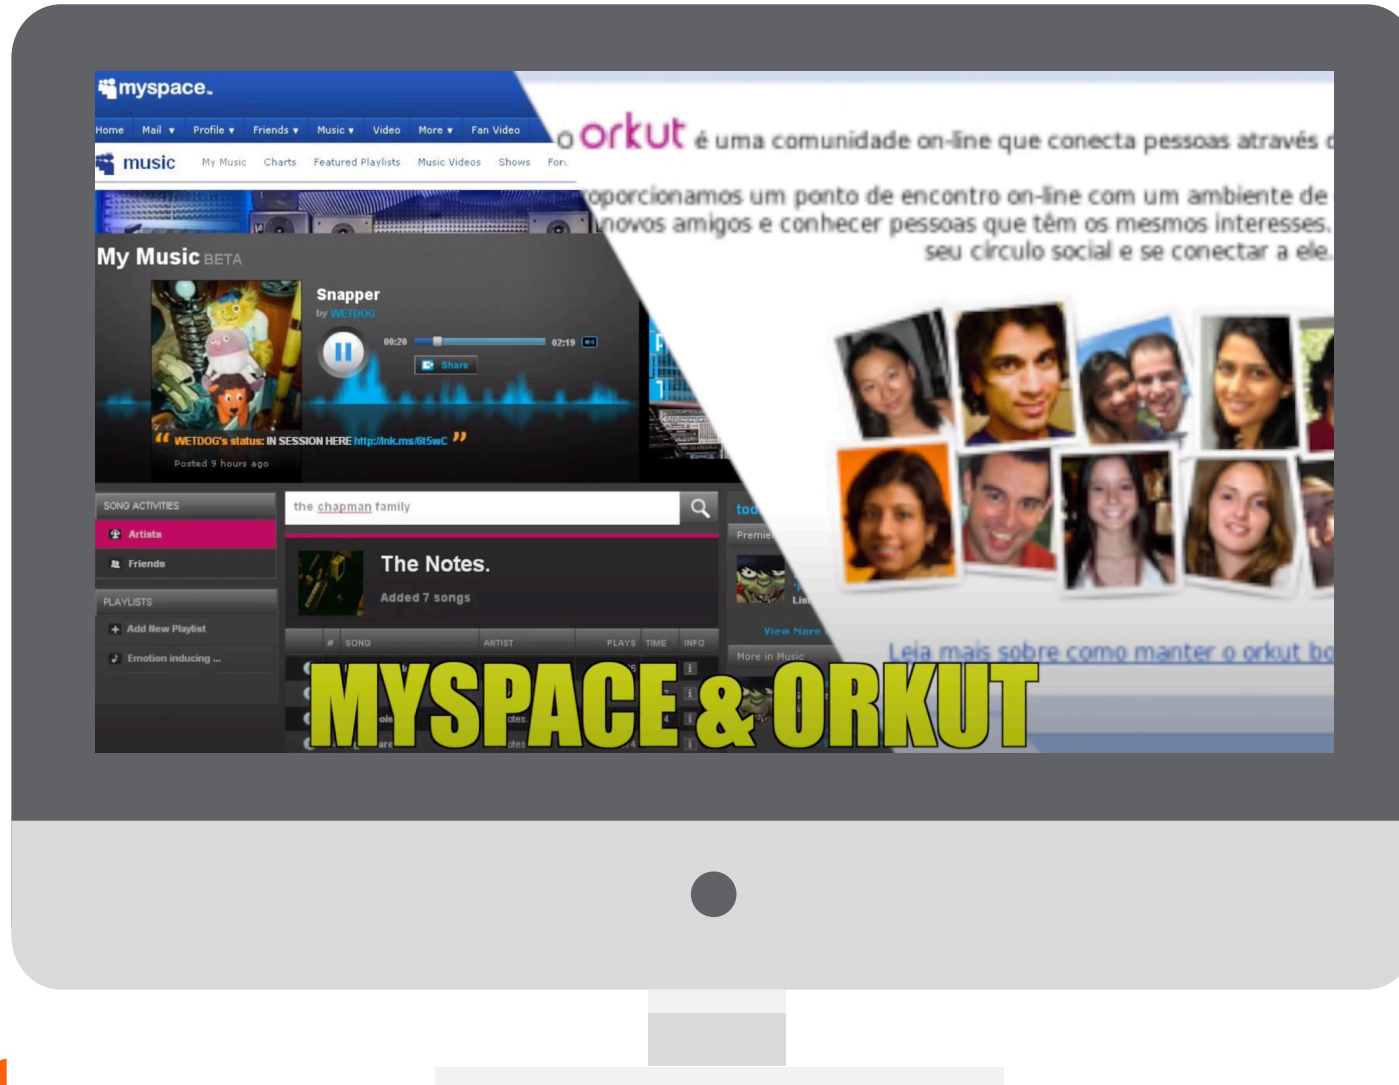 myspace.
Home Mail Profile Friends Music Video More Fan Video
music My Music Charts Featured Playlists Music Videos Shows
My Music BETA
Snapper
by WETDOG
00:20 02:19
Share
“ WETDOG's status: IN SESSION HERE http://lnk.ms/6t5wC ”
Posted 9 hours ago
SONG ACTIVITIES
Artists
Friends
PLAYLISTS
Add New Playlist
Emotion inducing ...
the chapman family
The Notes.
Added 7 songs
# SONG ARTIST PLAYS TIME INFO
View More
More in Music
o orkut é uma comunidade on-line que conecta pessoas através
um ponto de encontro on-line com um ambiente de
novos amigos e conhecer pessoas que têm os mesmos interesses.
seu círculo social e se conectar a ele.
Leia mais sobre como manter o orkut
MYSPACE & ORKUT